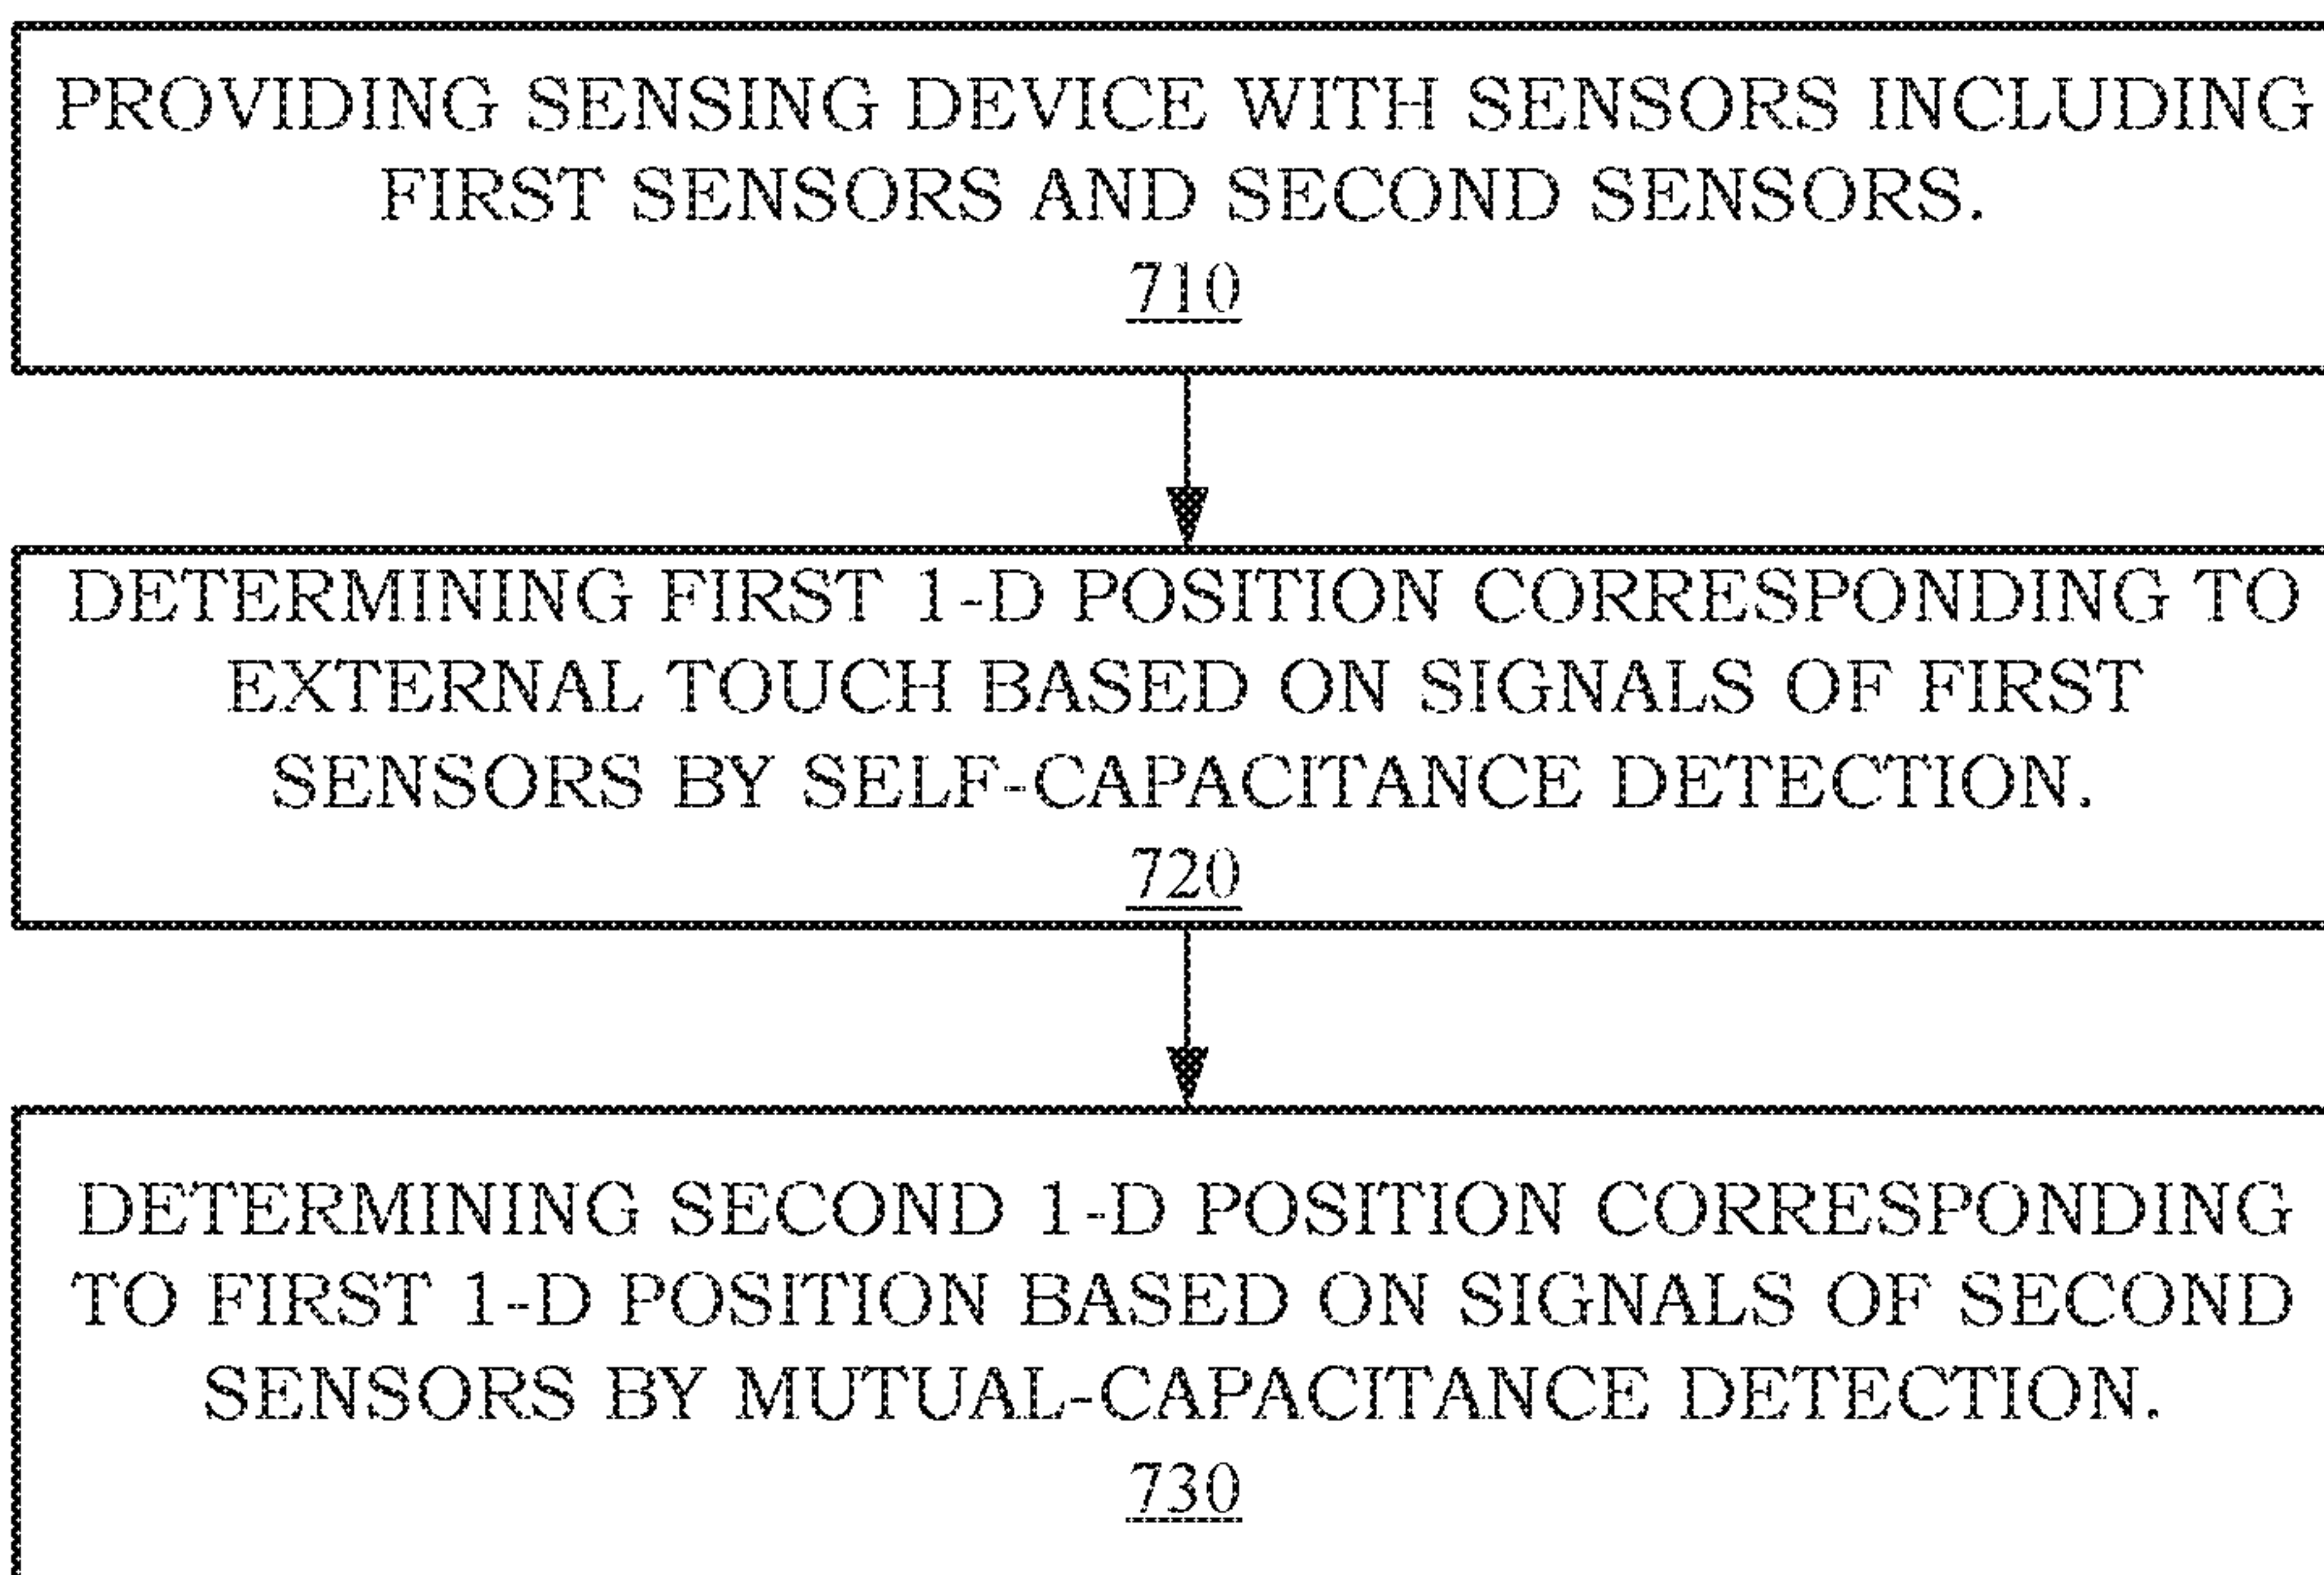 PROVIDING SENSING DEVICE WITH SENSORS INCLUDING
FIRST SENSORS AND SECOND SENSORS.
710
DETERMINING FIRST 1-D POSITION CORRESPONDING TO
EXTERNAL TOUCH BASED ON SIGNALS OF FIRST
SENSORS BY SELF-CAPACITANCE DETECTION.
720
DETERMINING SECOND 1-D POSITION CORRESPONDING
TO FIRST 1-D POSITION BASED ON SIGNALS OF SECOND
SENSORS BY MUTUAL-CAPACITANCE DETECTION.
730